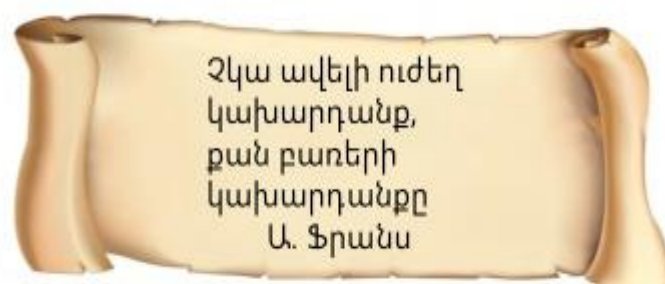 Չկա ավելի ուժեղ
կախարդանք,
քան բառերի
կախարդանքը
Ա. Ֆրանս